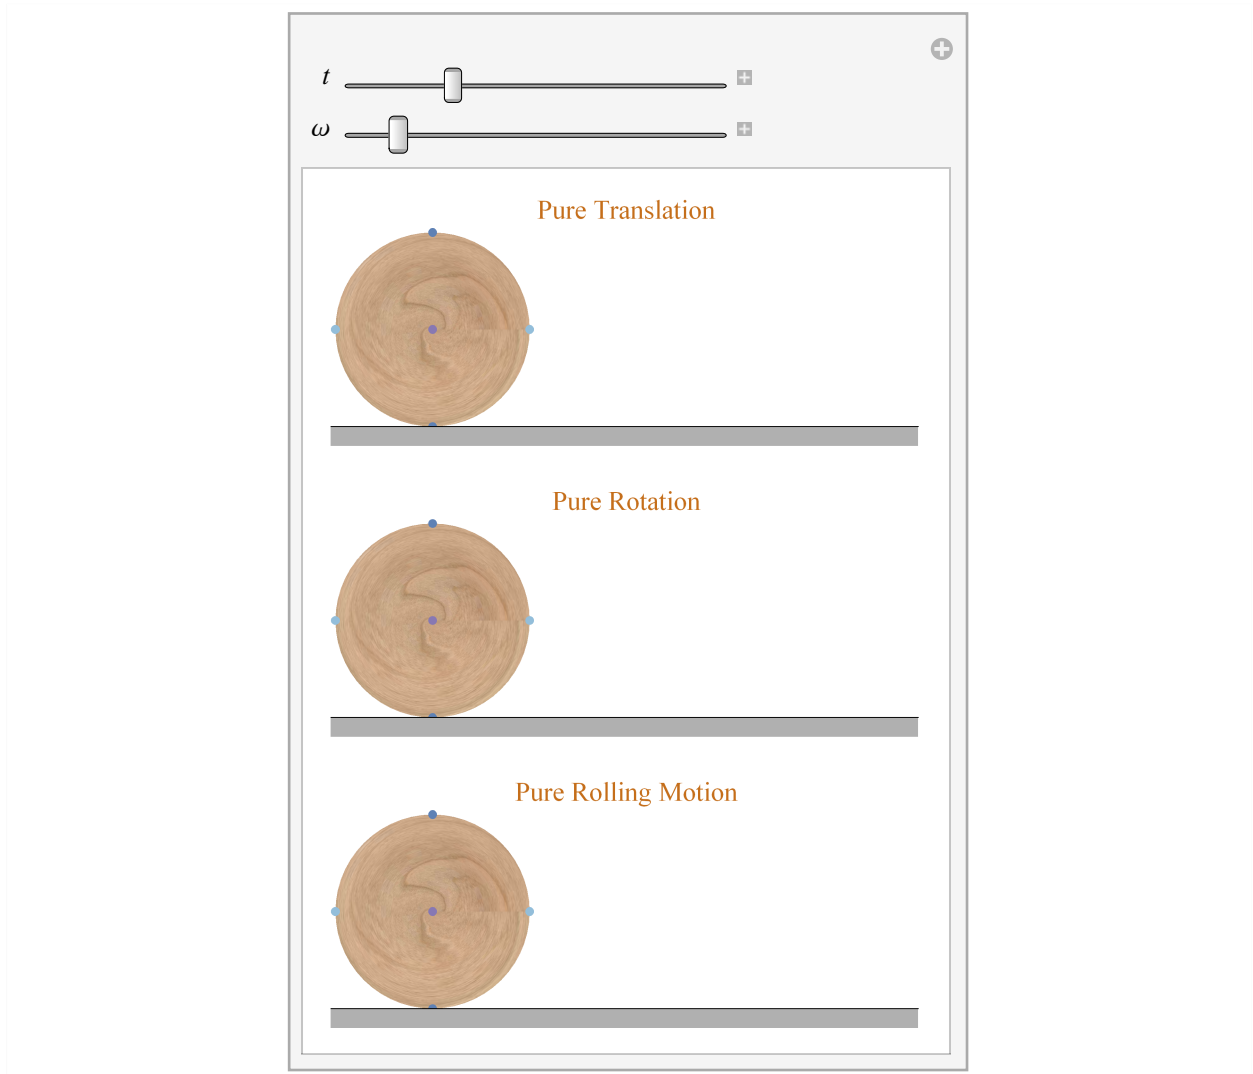 t
ω
Pure Translation
Pure Rotation
Pure Rolling Motion